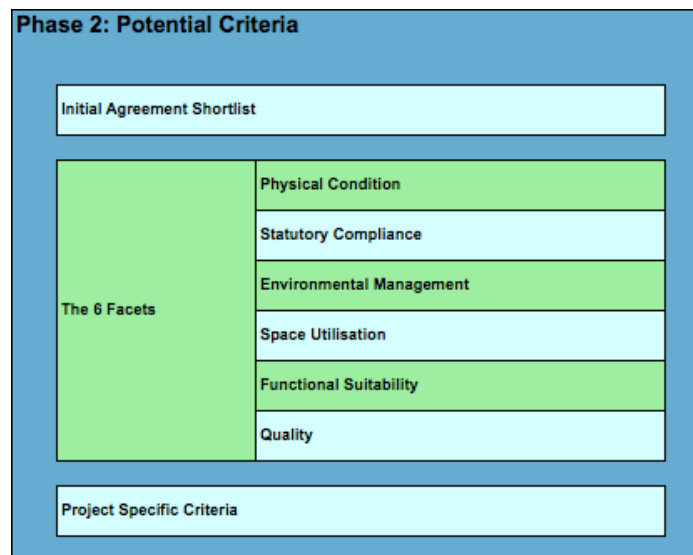 Phase 2: Potential Criteria
Initial Agreement Shortlist
The 6 Facets
Physical Condition
Statutory Compliance
Environmental Management
Space Utilisation
Functional Suitability
Quality
Project Specific Criteria